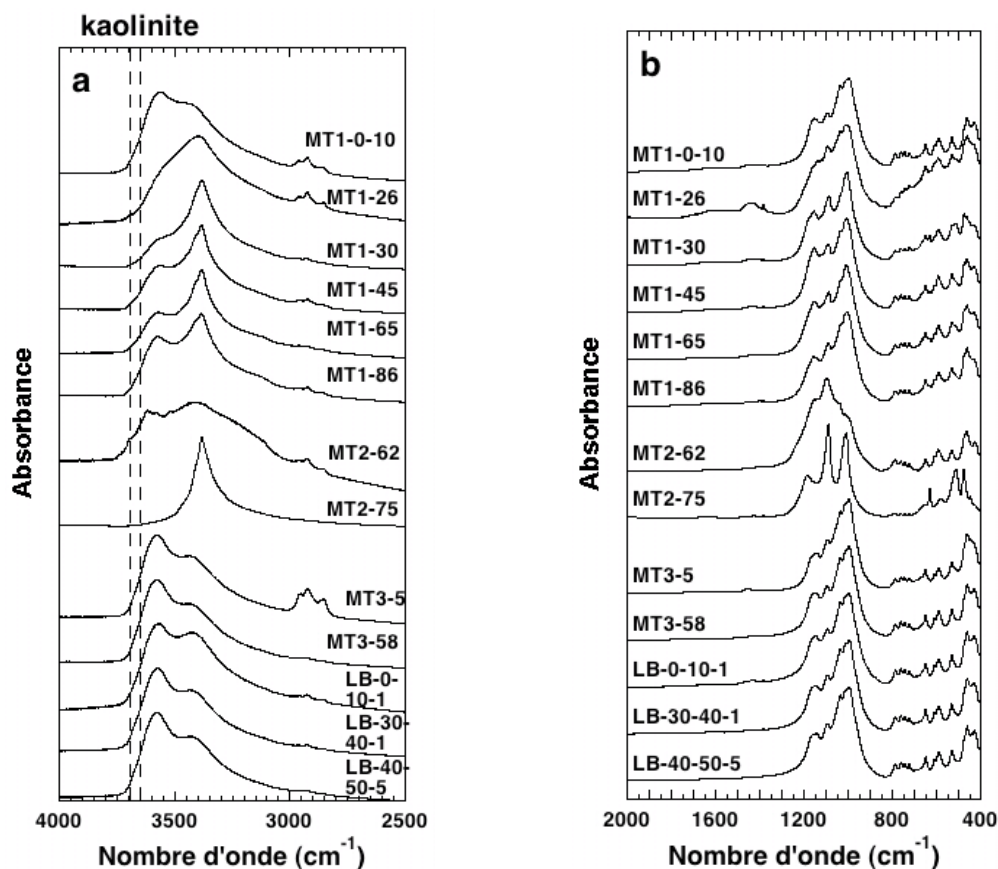 kaolinite
a
MT1-0-10
MT1-26
MT1-30
MT1-45
MT1-65
MT1-86
MT2-62
MT2-75
MT3-5
MT3-58
LB-0-
10-1
LB-30-
40-1
LB-40-
50-5
Absorbance
4000 3500 3000 2500
Nombre d'onde (cm-1)
b
MT1-0-10
MT1-26
MT1-30
MT1-45
MT1-65
MT1-86
MT2-62
MT2-75
MT3-5
MT3-58
LB-0-10-1
LB-30-40-1
LB-40-50-5
Absorbance
2000 1600 1200 800 400
Nombre d'onde (cm-1)